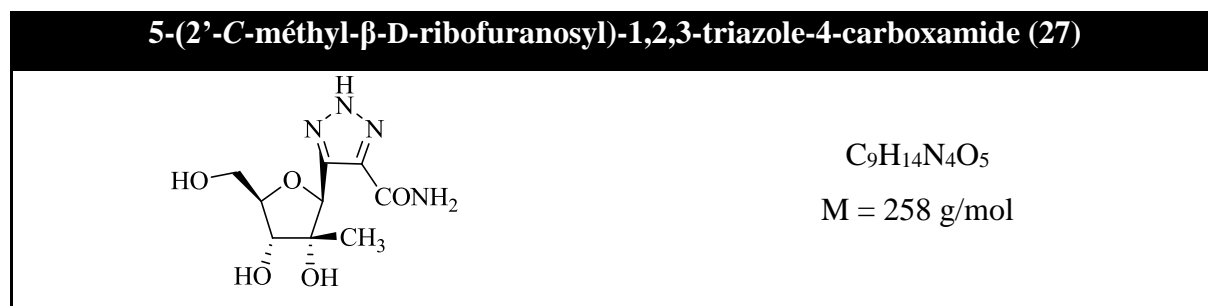 5-(2’-C-méthyl-β-D-ribofuranosyl)-1,2,3-triazole-4-carboxamide (27)
H
N
N N
HO O CONH₂
CH₃
HO OH
C₉H₁₄N₄O₅
M = 258 g/mol